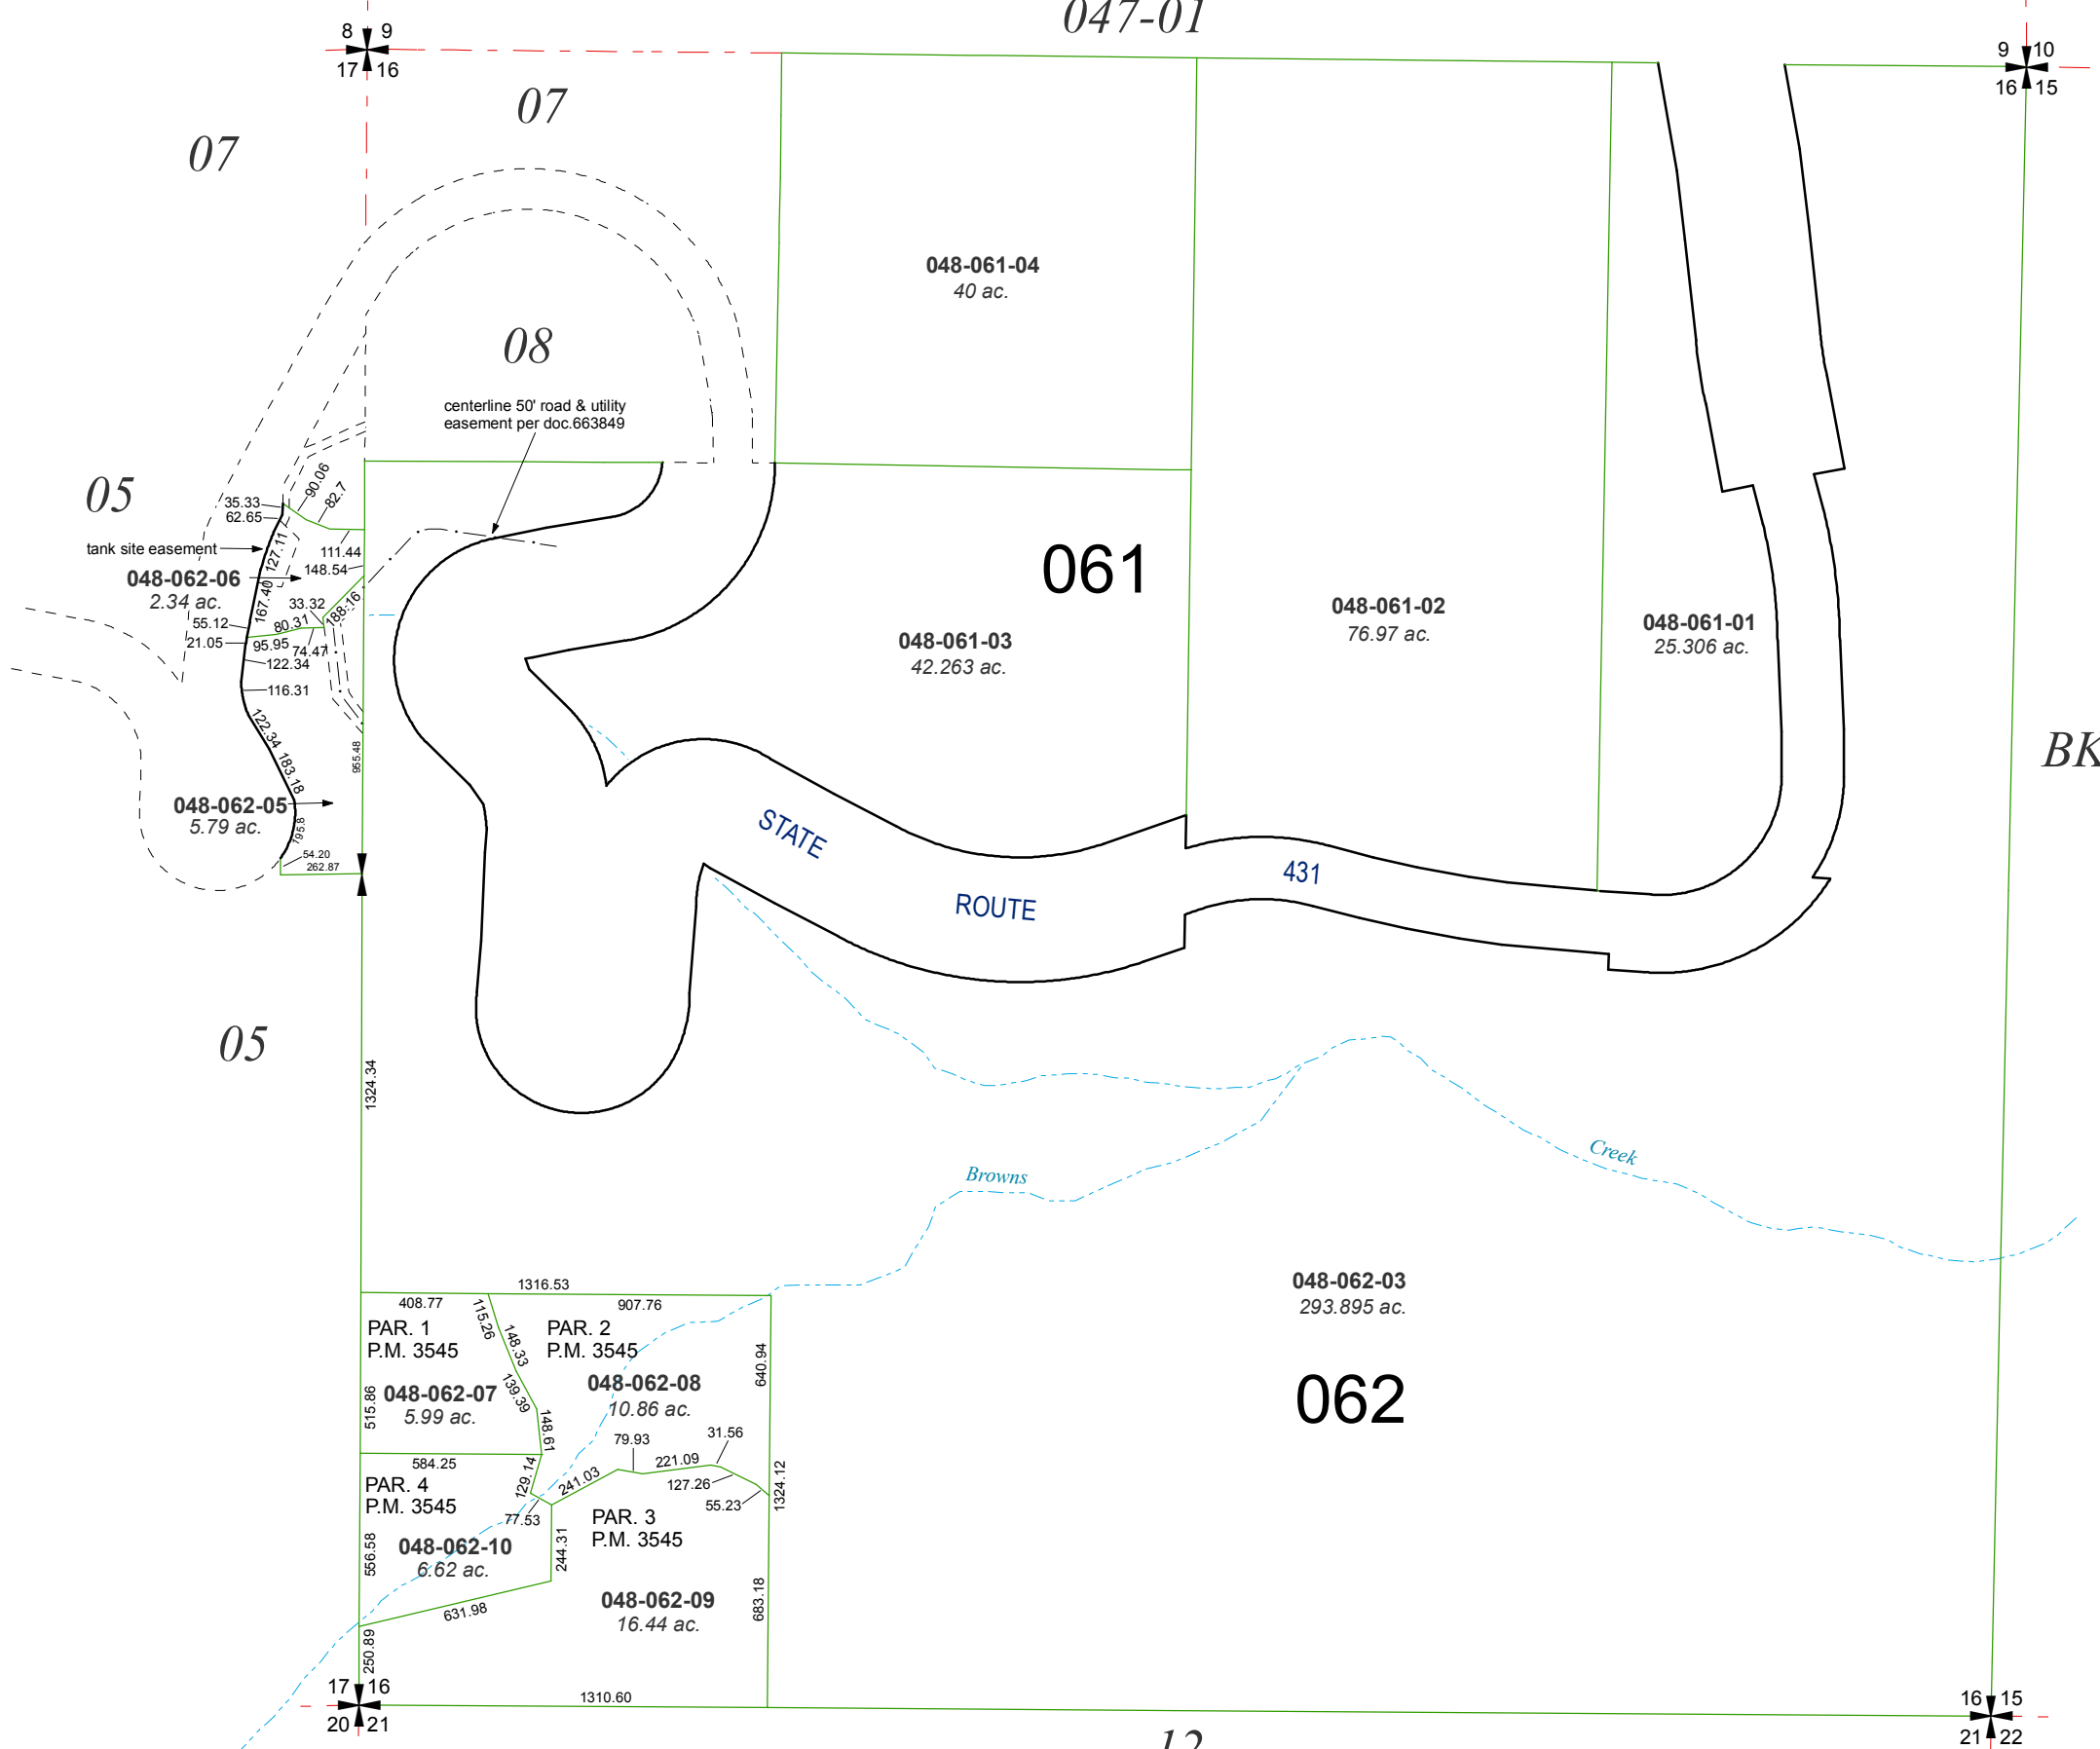 047-01
8 9
17 16
9 10
16 15
07
07
048-061-04
40 ac.
08
centerline 50' road & utility
easement per doc.663849
05
90.06
82.7
35.33
62.65
127.11
tank site easement
111.44
148.54
048-062-06
2.34 ac.
167.40
33.32
188.16
55.12
80.31
21.05
95.95
74.47
122.34
116.31
122.34
183.18
955.48
048-062-05
5.79 ac.
195.8
54.20
262.87
061
048-061-03
42.263 ac.
048-061-02
76.97 ac.
048-061-01
25.306 ac.
BK
STATE
ROUTE
431
05
1324.34
Browns
Creek
048-062-03
293.895 ac.
062
1316.53
408.77
907.76
115.26
PAR. 1
P.M. 3545
148.33
PAR. 2
P.M. 3545
640.94
139.39
048-062-07
5.99 ac.
515.86
048-062-08
10.86 ac.
148.61
79.93
31.56
584.25
221.09
127.26
129.14
241.03
55.23
1324.12
PAR. 4
P.M. 3545
77.53
PAR. 3
P.M. 3545
048-062-10
6.62 ac.
556.58
244.31
048-062-09
16.44 ac.
683.18
631.98
250.89
17 16
20 21
1310.60
16 15
21 22
12